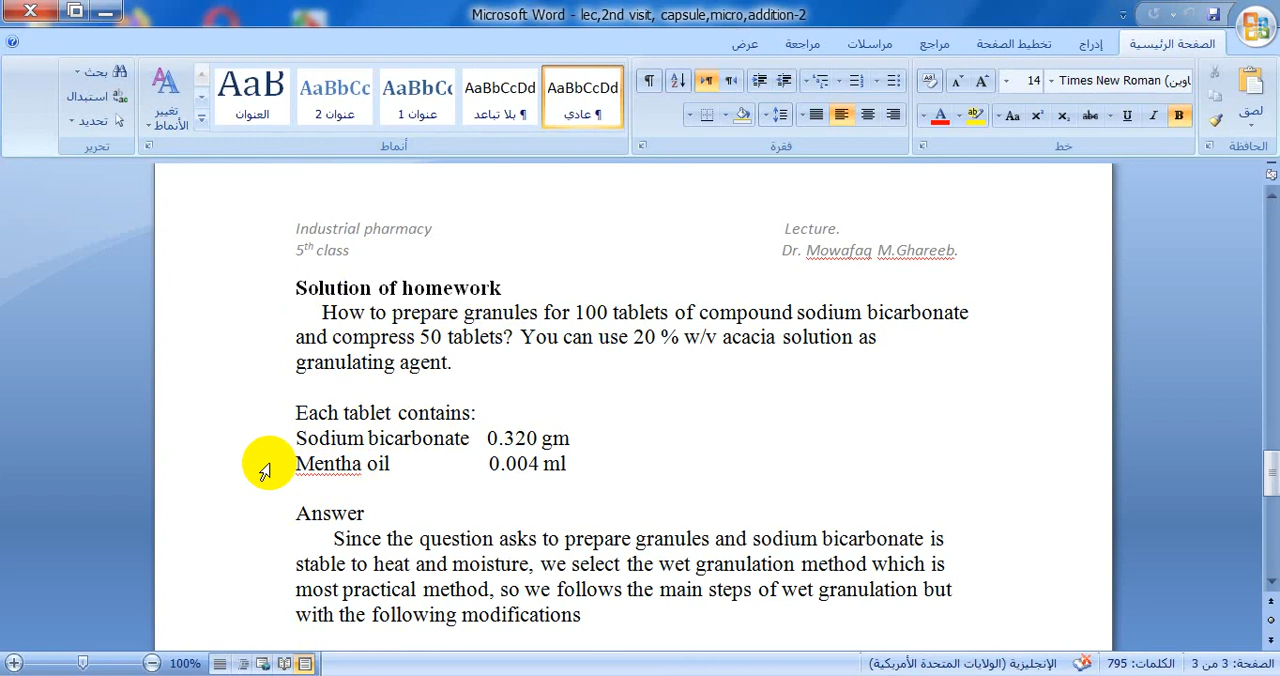 Microsoft Word - lec,2nd visit, capsule,micro,addition-2
الصفحة الرئيسية إدراج تخطيط الصفحة مراجع مراسلات مراجعة عرض
لصق
الحافظة
Times New Roman (عناوين 14
B I U abc X₂ X² Aa A
خط
فقرة
AaBbCcDd AaBbCcDd AaBbCc AaBbCc AaB
¶ عادي ¶ بلا تباعد عنوان 1 عنوان 2 العنوان
تغيير الأنماط
أنماط
بحث
استبدال
تحديد
تحرير
Industrial pharmacy Lecture.
5th class Dr. Mowafaq M.Ghareeb.
Solution of homework
How to prepare granules for 100 tablets of compound sodium bicarbonate
and compress 50 tablets? You can use 20 % w/v acacia solution as
granulating agent.
Each tablet contains:
Sodium bicarbonate 0.320 gm
Mentha oil 0.004 ml
Answer
Since the question asks to prepare granules and sodium bicarbonate is
stable to heat and moisture, we select the wet granulation method which is
most practical method, so we follows the main steps of wet granulation but
with the following modifications
الصفحة: 3 من 3 الكلمات: 795 الإنجليزية (الولايات المتحدة الأمريكية) 100%